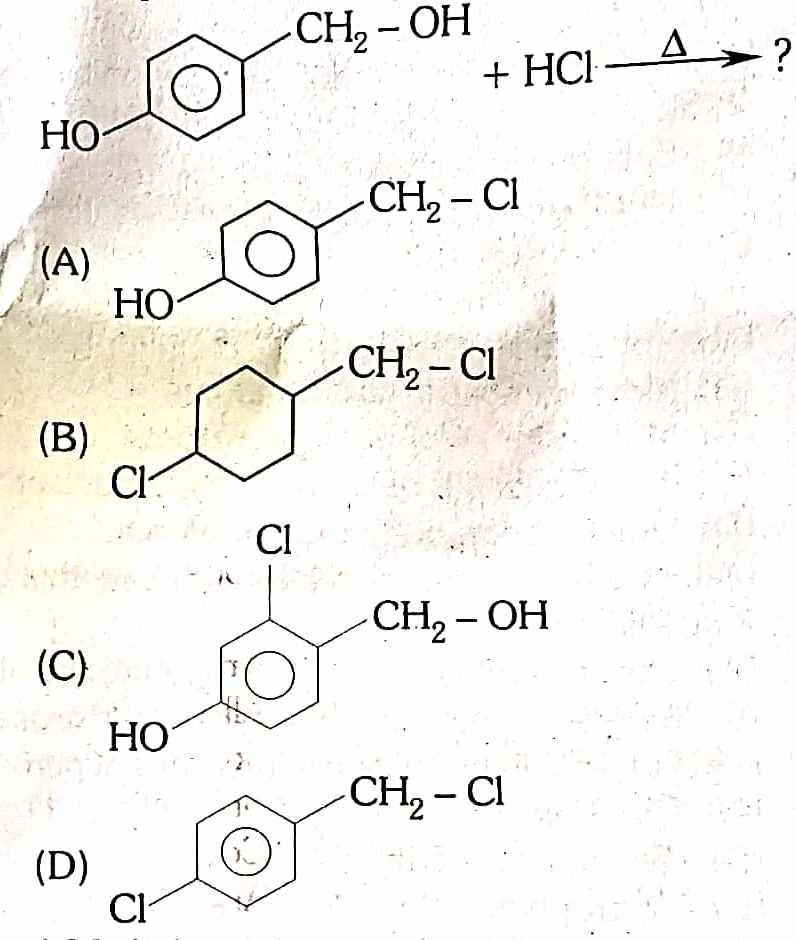 CH₂ – OH
+ HCl Δ ?
HO
(A)
CH₂ – Cl
HO
(B)
CH₂ – Cl
Cl
(C)
Cl
CH₂ – OH
HO
(D)
CH₂ – Cl
Cl